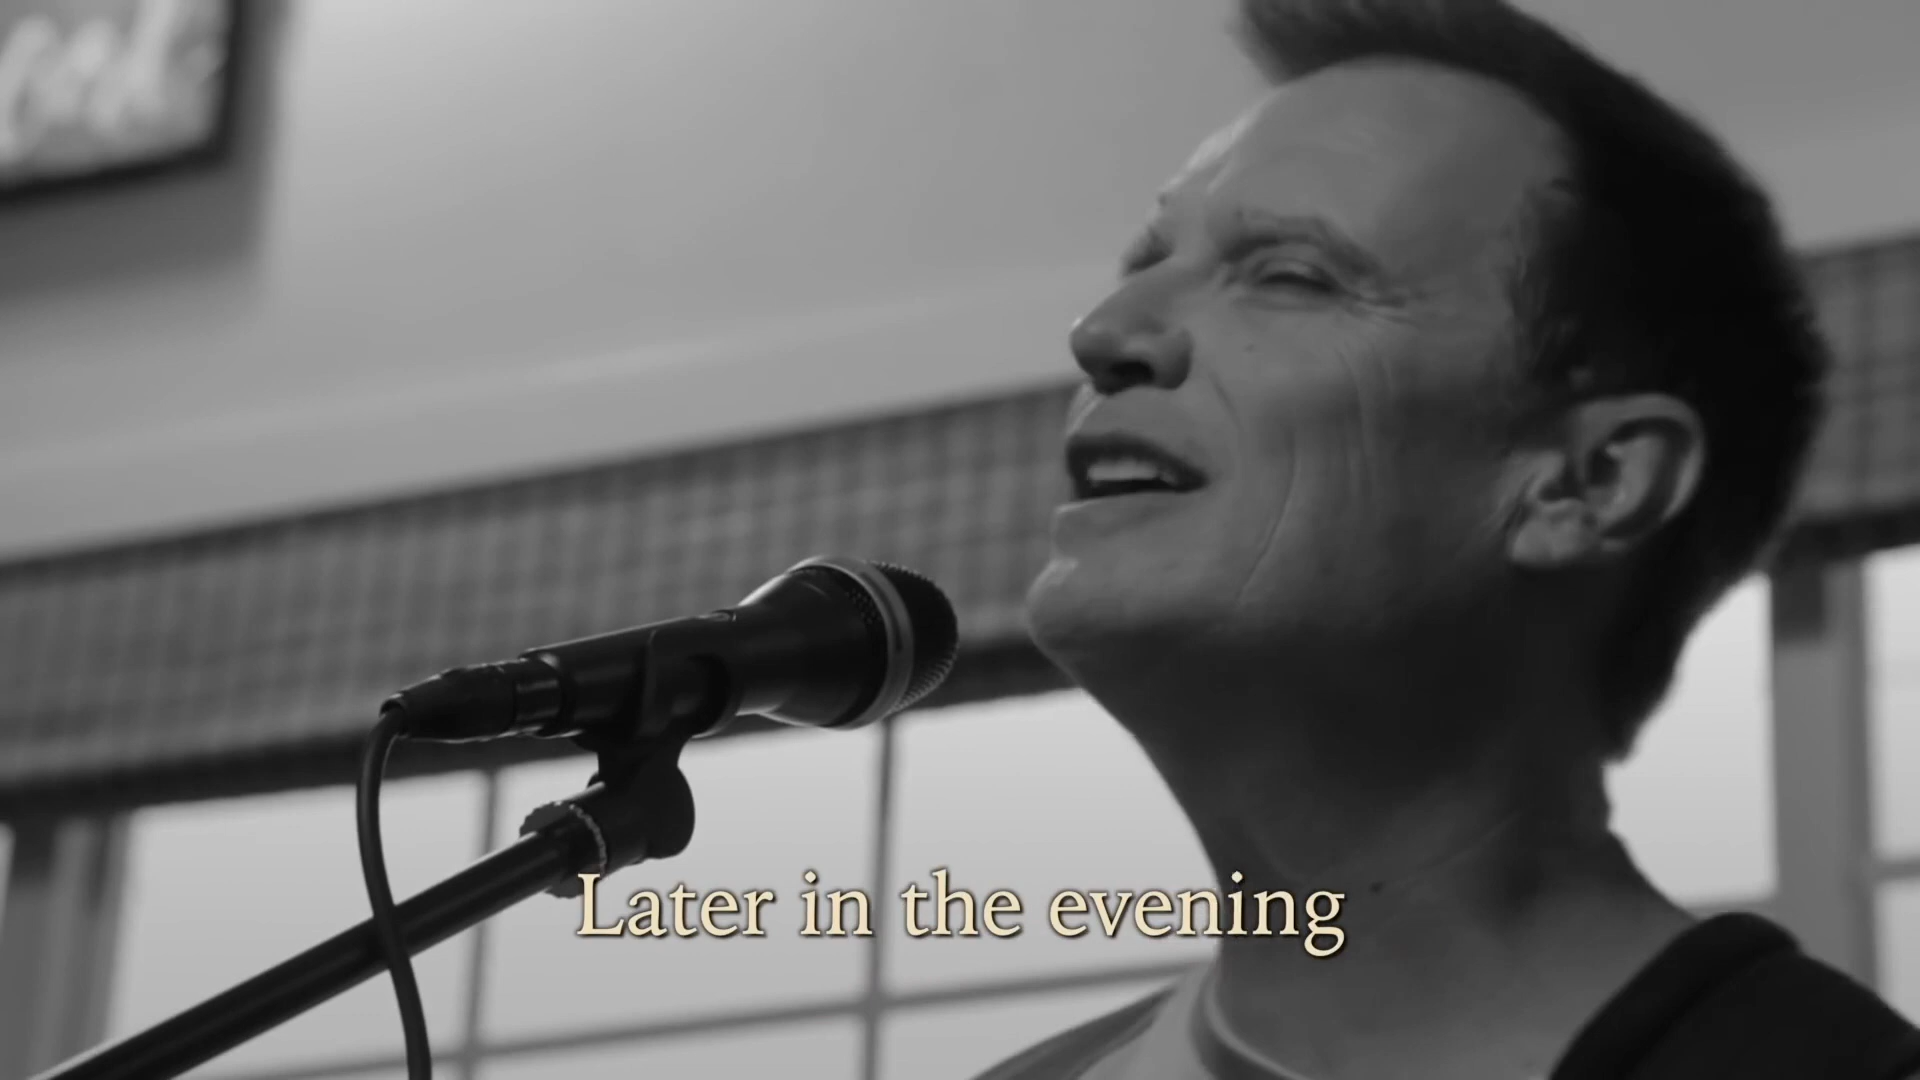 Later in the evening